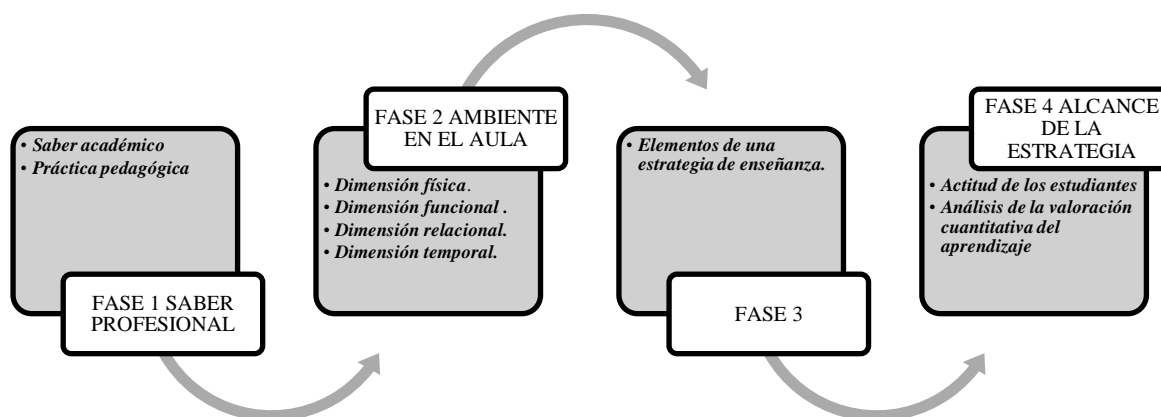 • Saber académico
• Práctica pedagógica
FASE 1 SABER
PROFESIONAL
FASE 2 AMBIENTE
EN EL AULA
• Dimensión física.
• Dimensión funcional .
• Dimensión relacional.
• Dimensión temporal.
• Elementos de una
estrategia de enseñanza.
FASE 3
FASE 4 ALCANCE
DE LA
ESTRATEGIA
• Actitud de los estudiantes
• Análisis de la valoración
cuantitativa del
aprendizaje